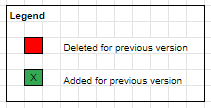 Legend
Deleted for previous version
X
Added for previous version